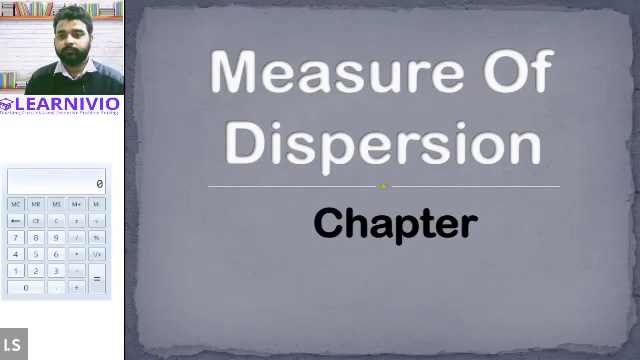 Measure Of
Dispersion
Chapter
LEARNIVIO
0
MC MR MS M+ M-
CE C ± √
7 8 9 / %
4 5 6 * 1/x
1 2 3 - =
0 . +
I.S